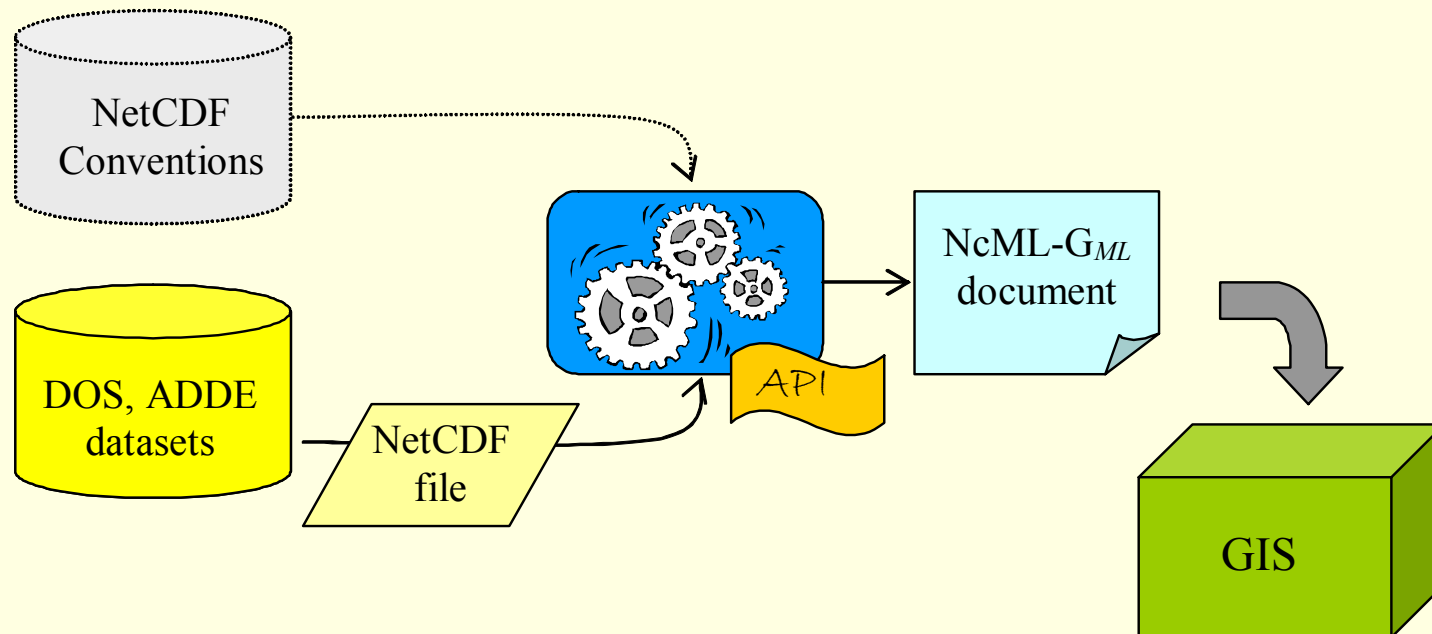 NetCDF
Conventions
NcML-GML
document
API
DOS, ADDE
datasets
NetCDF
file
GIS